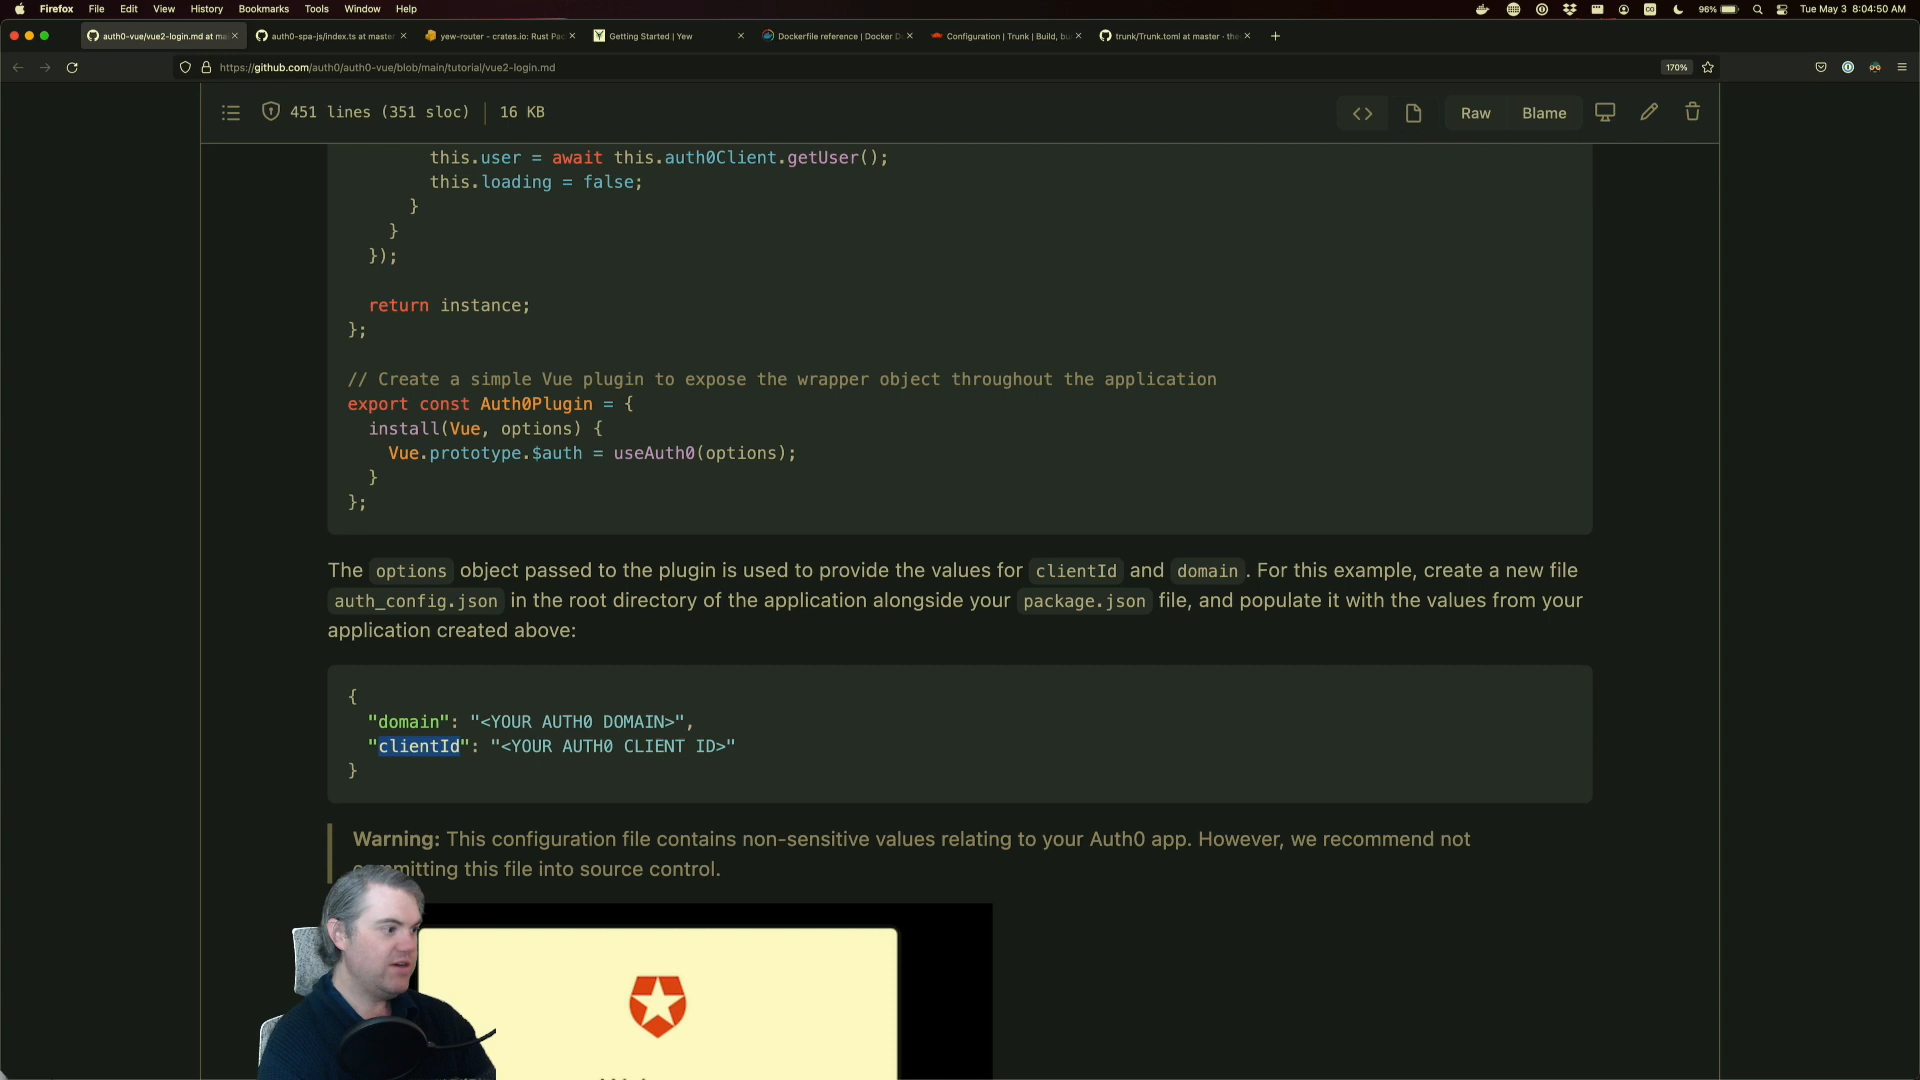 Firefox File Edit View History Bookmarks Tools Window Help 96% Tue May 3 8:04:50 AM
auth0-vue/vue2-login.md at ma auth0-spa-js/index.ts at master yew-router - crates.io: Rust Pac Getting Started | Yew Dockerfile reference | Docker D Configuration | Trunk | Build, bu trunk/Trunk.toml at master · the
https://github.com/auth0/auth0-vue/blob/main/tutorial/vue2-login.md 170%
451 lines (351 sloc) 16 KB Raw Blame
this.user = await this.auth0Client.getUser();
this.loading = false;
}
}
});
return instance;
};
// Create a simple Vue plugin to expose the wrapper object throughout the application
export const Auth0Plugin = {
install(Vue, options) {
Vue.prototype.$auth = useAuth0(options);
}
};
The options object passed to the plugin is used to provide the values for clientId and domain. For this example, create a new file
auth_config.json in the root directory of the application alongside your package.json file, and populate it with the values from your
application created above:
{
"domain": "<YOUR AUTH0 DOMAIN>",
"clientId": "<YOUR AUTH0 CLIENT ID>"
}
Warning: This configuration file contains non-sensitive values relating to your Auth0 app. However, we recommend not
mitting this file into source control.